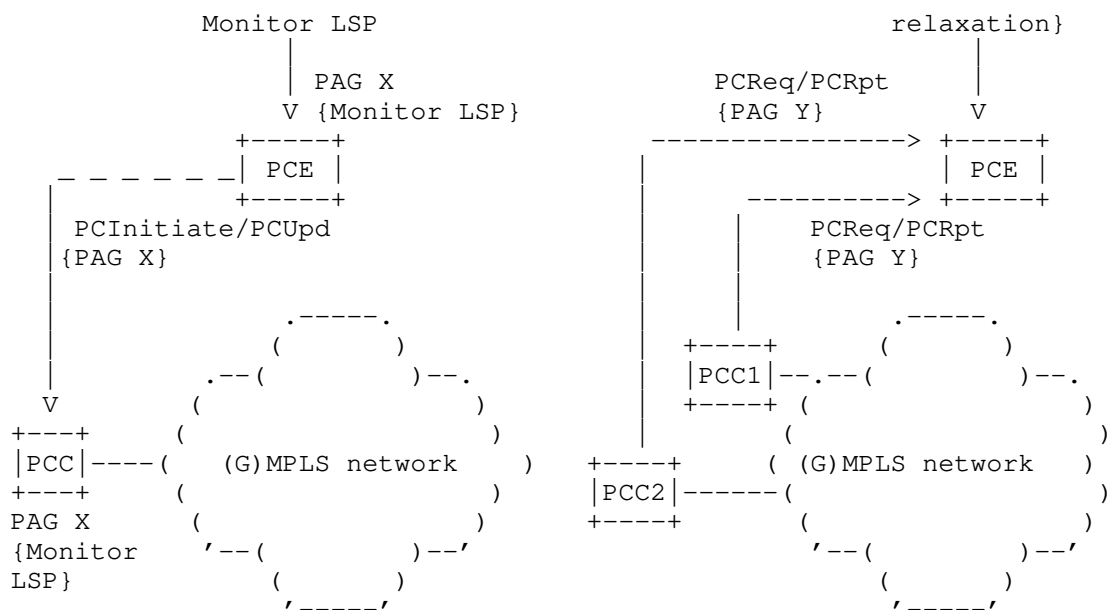 Monitor LSP                    relaxation}
PAG X                    PCReq/PCRpt
{Monitor LSP}            {PAG Y}
PCE                    PCE
PCInitiate/PCUpd                    PCReq/PCRpt
{PAG X}                    {PAG Y}
PCC1
PCC    (G)MPLS network                    (G)MPLS network
PCC2
PAG X
{Monitor
LSP}